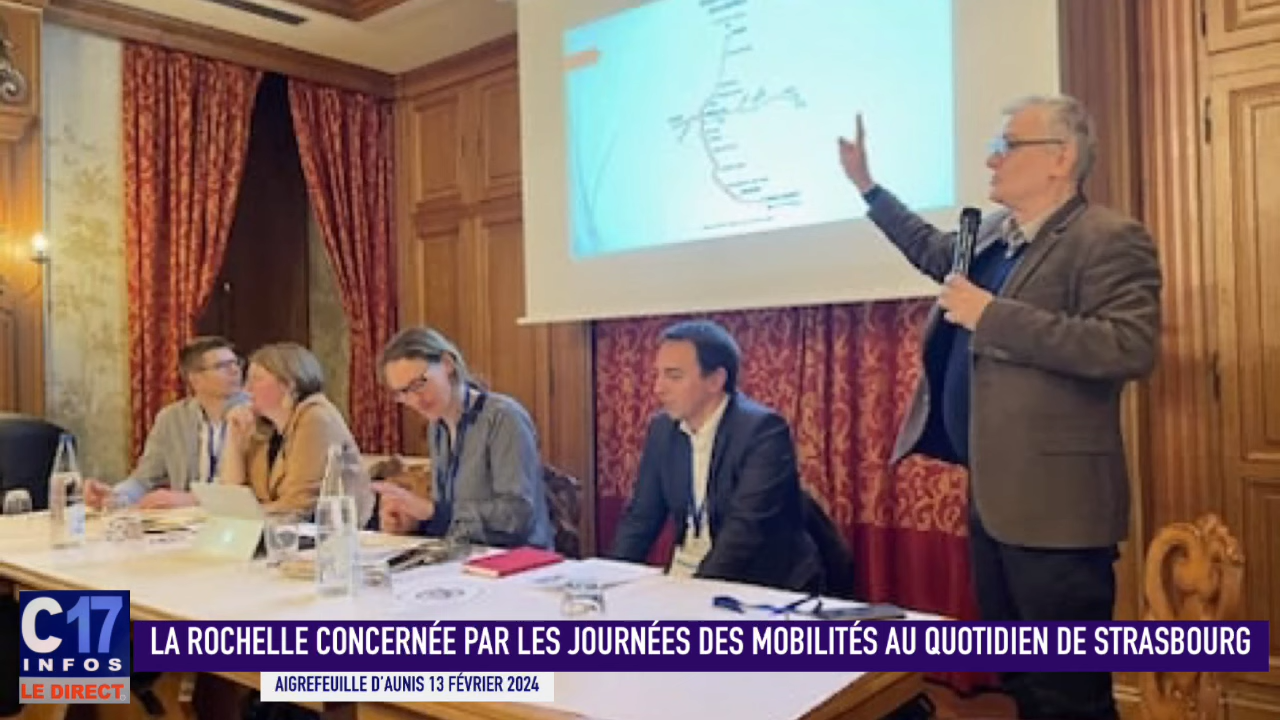 C17
INFOS
LE DIRECT
LA ROCHELLE CONCERNÉE PAR LES JOURNÉES DES MOBILITÉS AU QUOTIDIEN DE STRASBOURG
AIGREFEUILLE D'AUNIS 13 FÉVRIER 2024